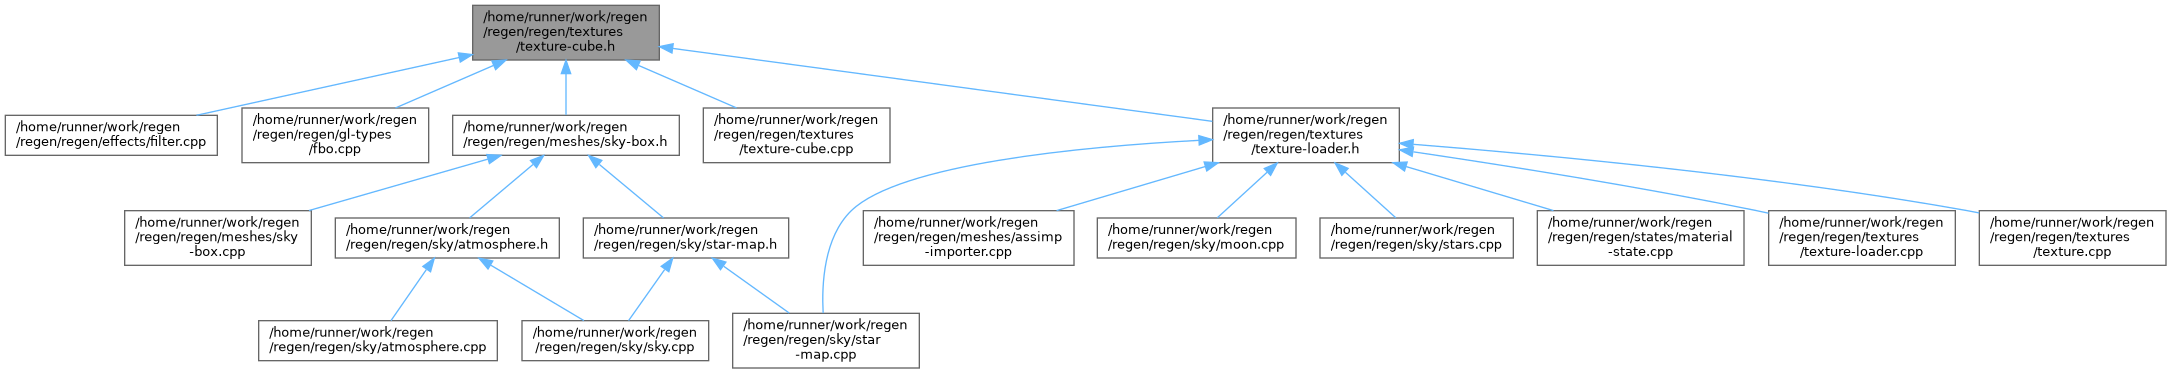 /home/runner/work/regen
/regen/regen/textures
/texture-cube.h
/home/runner/work/regen
/regen/regen/effects/filter.cpp
/home/runner/work/regen
/regen/regen/gl-types
/fbo.cpp
/home/runner/work/regen
/regen/regen/meshes/sky-box.h
/home/runner/work/regen
/regen/regen/textures
/texture-cube.cpp
/home/runner/work/regen
/regen/regen/textures
/texture-loader.h
/home/runner/work/regen
/regen/regen/meshes/sky
-box.cpp
/home/runner/work/regen
/regen/regen/sky/atmosphere.h
/home/runner/work/regen
/regen/regen/sky/star-map.h
/home/runner/work/regen
/regen/regen/meshes/assimp
-importer.cpp
/home/runner/work/regen
/regen/regen/sky/moon.cpp
/home/runner/work/regen
/regen/regen/sky/stars.cpp
/home/runner/work/regen
/regen/regen/states/material
-state.cpp
/home/runner/work/regen
/regen/regen/textures
/texture-loader.cpp
/home/runner/work/regen
/regen/regen/textures
/texture.cpp
/home/runner/work/regen
/regen/regen/sky/atmosphere.cpp
/home/runner/work/regen
/regen/regen/sky/sky.cpp
/home/runner/work/regen
/regen/regen/sky/star
-map.cpp